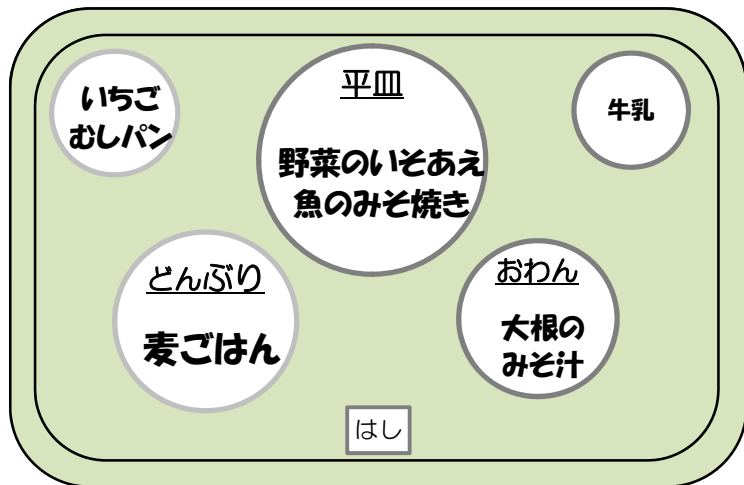 いちご
むしパン
平皿
野菜のいそあえ
魚のみそ焼き
牛乳
どんぶり
麦ごはん
おわん
大根の
みそ汁
はし